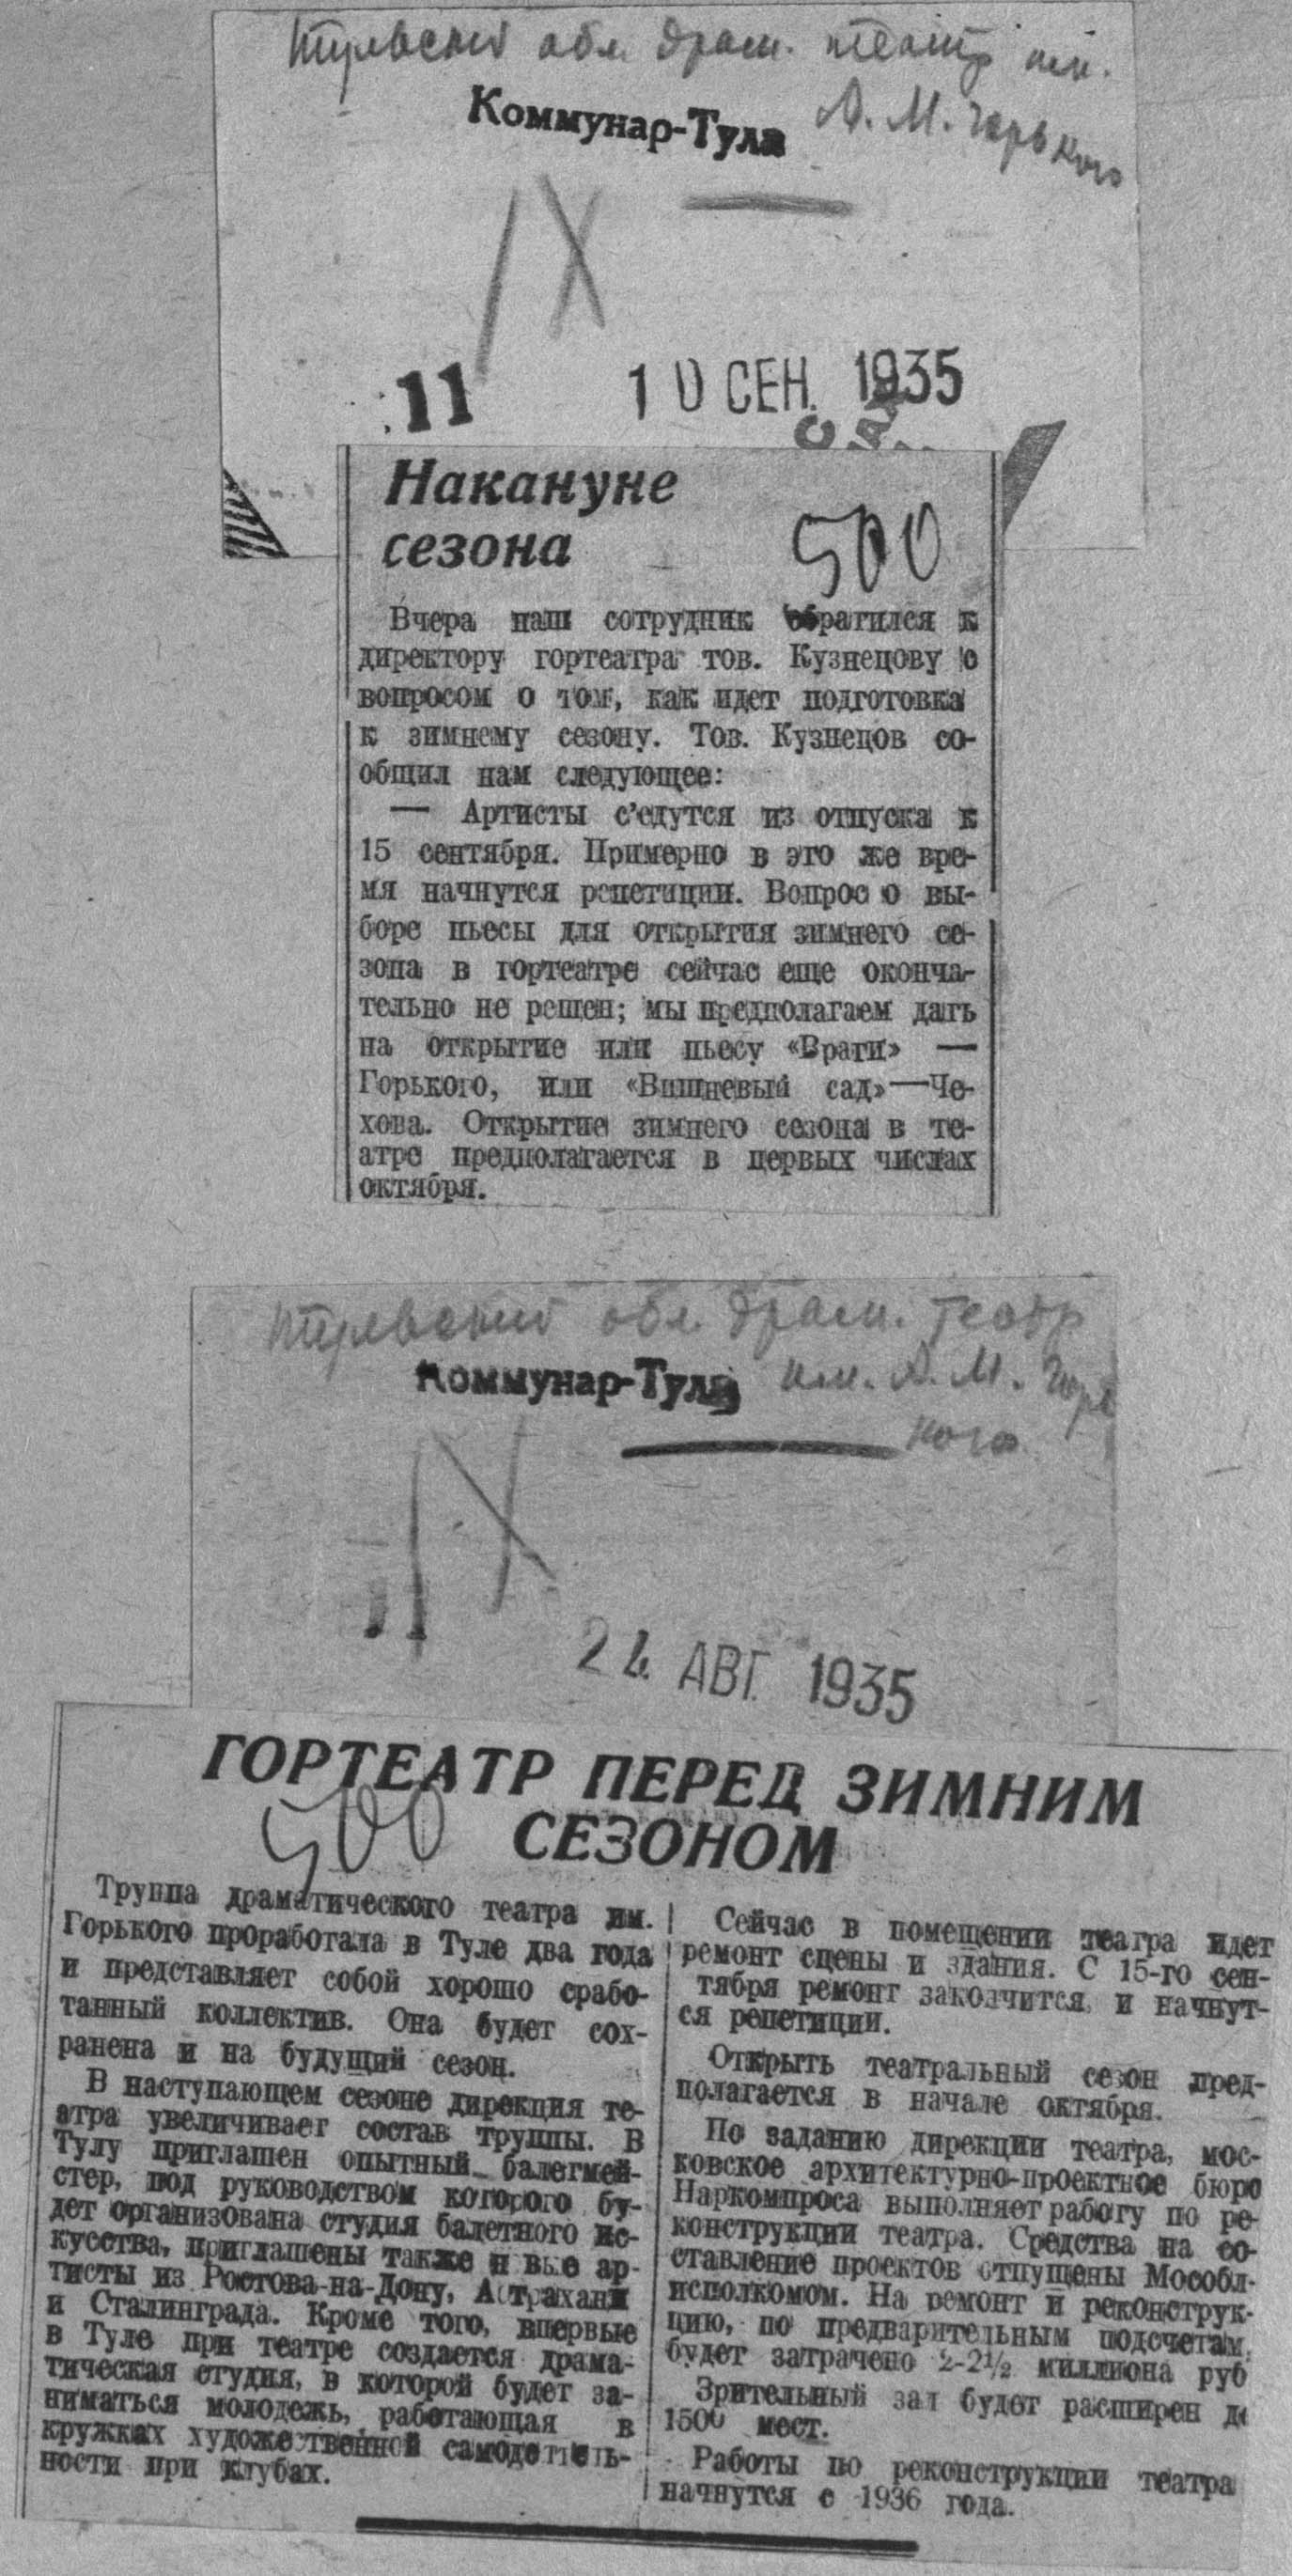 Тульский обл. драм. театр им.
А. М. Горького
Коммунар-Тула
IX
11
10 СЕН. 1935
Накануне
сезона
500
Вчера наш сотрудник обратился к
директору гортеатра тов. Кузнецову с
вопросом о том, как идет подготовка
к зимнему сезону. Тов. Кузнецов со-
общил нам следующее:
— Артисты с'едутся из отпуска к
15 сентября. Примерно в это же вре-
мя начнутся репетиции. Вопрос о вы-
боре пьесы для открытия зимнего се-
зона в гортеатре сейчас еще оконча-
тельно не решен; мы предполагаем дать
на открытие или пьесу «Враги» —
Горького, или «Вишневый сад»—Че-
хова. Открытие зимнего сезона в те-
атре предполагается в первых числах
октября.
Тульский обл. драм. театр
им. А. М. Горь
кого
Коммунар-Тула
IX
11
24 АВГ. 1935
ГОРТЕАТР ПЕРЕД ЗИМНИМ
СЕЗОНОМ
500
Труппа драматического театра им.
Горького проработала в Туле два года
и представляет собой хорошо срабо-
танный коллектив. Она будет сох-
ранена и на будущий сезон.
В наступающем сезоне дирекция те-
атра увеличивает состав труппы. В
Тулу приглашен опытный балетмей-
стер, под руководством которого бу-
дет организована студия балетного ис-
кусства, приглашены также и
ар-
тисты из Ростова-на-Дону, Астрахани
и Сталинграда. Кроме того, впервые
в Туле при театре создается драма-
тическая студия, в которой будет за-
ниматься молодежь, работающая в
кружках художественной самодеятель-
ности при клубах.
Сейчас в помещении театра идет
ремонт сцены и здания. С 15-го сен-
тября ремонт закончится и начнут-
ся репетиции.
Открыть театральный сезон пред-
полагается в начале октября.
По заданию дирекции театра, мос-
ковское архитектурно-проектное бюро
Наркомпроса выполняет работу по ре-
конструкции театра. Средства на со-
ставление проектов отпущены Мособл-
исполкомом. На ремонт и реконструк-
цию, по предварительным подсчетам,
будет затрачено 2-2½ миллиона руб
Зрительный зал будет расширен до
1500 мест.
Работы по реконструкции театра
начнутся с 1936 года.